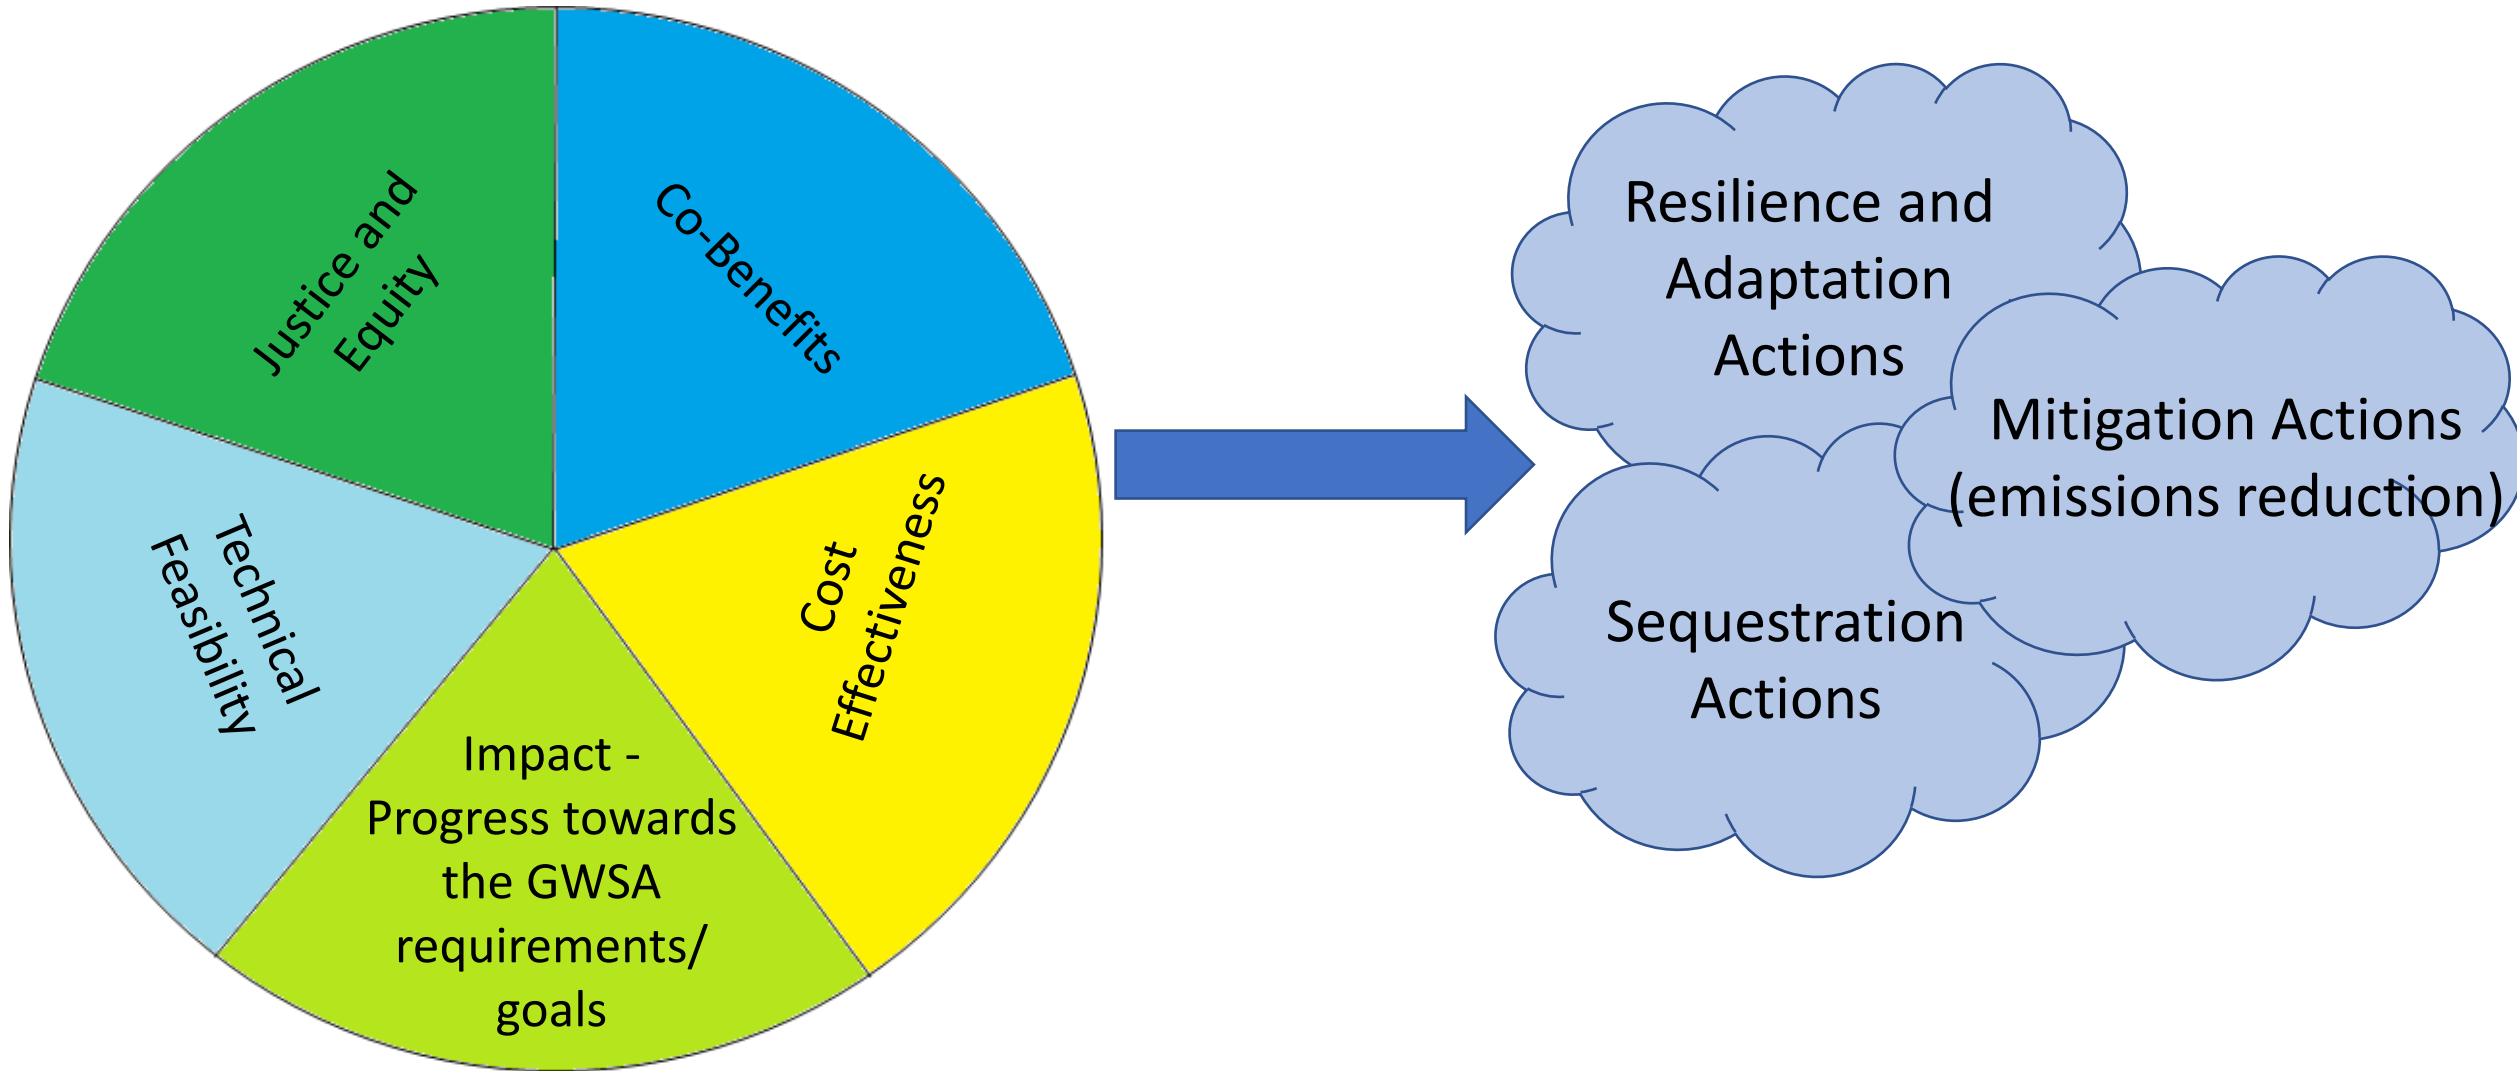 Justice and
Equity
Co-Benefits
Cost
Effectiveness
Impact -
Progress towards
the GWSA
requirements/
goals
Technical
Feasibility
Resilience and
Adaptation
Actions
Mitigation Actions
(emissions reduction)
Sequestration
Actions